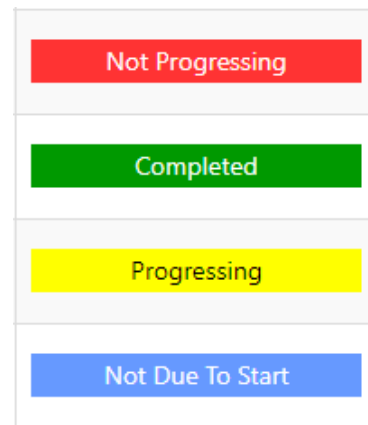 Not Progressing
Completed
Progressing
Not Due To Start